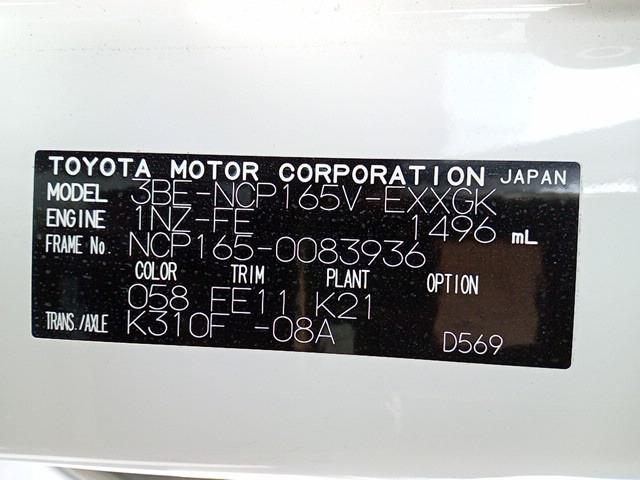 TOYOTA MOTOR CORPORATION JAPAN
MODEL 3BE-NCP165V-EXXGK
ENGINE 1NZ-FE 1496 mL
FRAME No. NCP165-0083936
COLOR TRIM PLANT OPTION
058 FE11 K21
TRANS./AXLE K310F -08A
D569